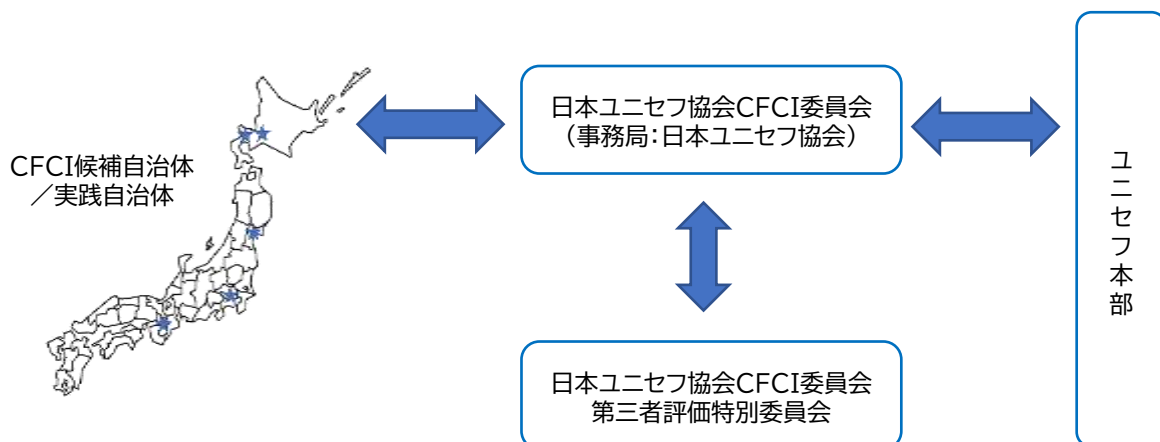 CFCI候補自治体
／実践自治体
日本ユニセフ協会CFCI委員会
（事務局：日本ユニセフ協会）
日本ユニセフ協会CFCI委員会
第三者評価特別委員会
ユニセフ本部